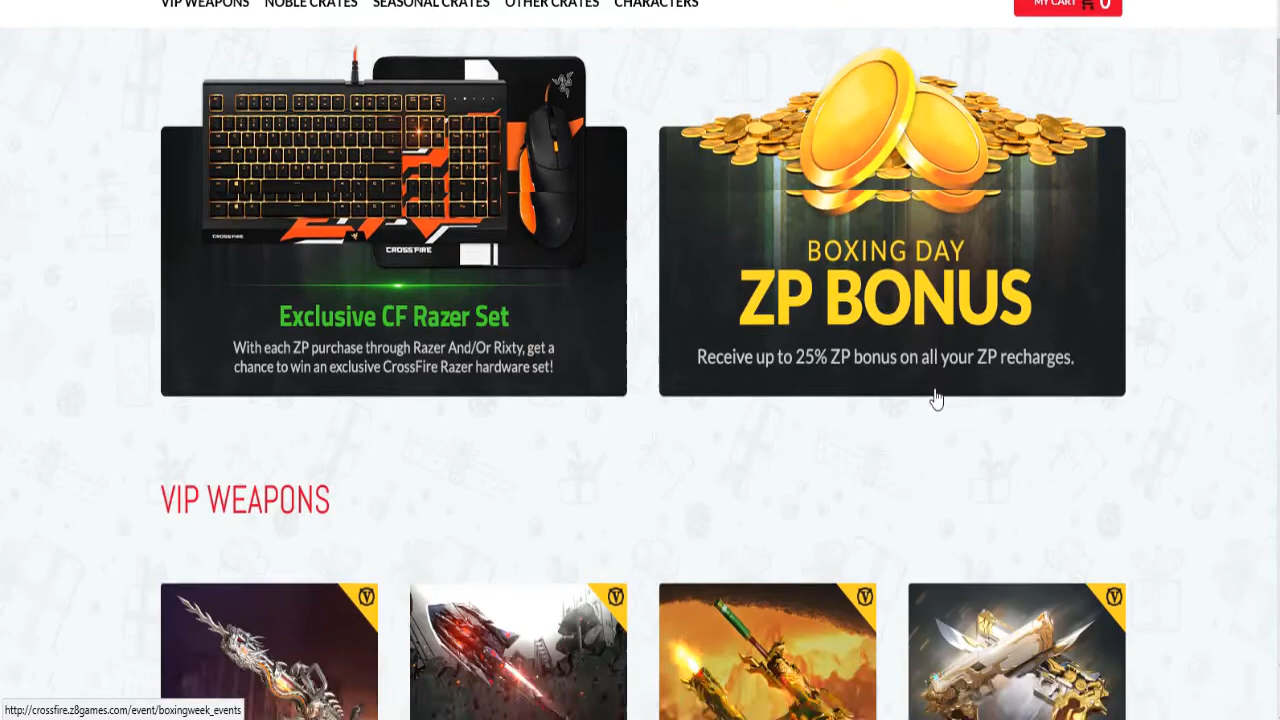 VIP WEAPONS NOBLE CRATES SEASONAL CRATES OTHER CRATES CHARACTERS
MY CART 0
CROSSFIRE
CROSSFIRE
Exclusive CF Razer Set
With each ZP purchase through Razer And/Or Rixty, get a
chance to win an exclusive CrossFire Razer hardware set!
BOXING DAY
ZP BONUS
Receive up to 25% ZP bonus on all your ZP recharges.
VIP WEAPONS
V
V
V
V
http://crossfire.z8games.com/event/boxingweek_events